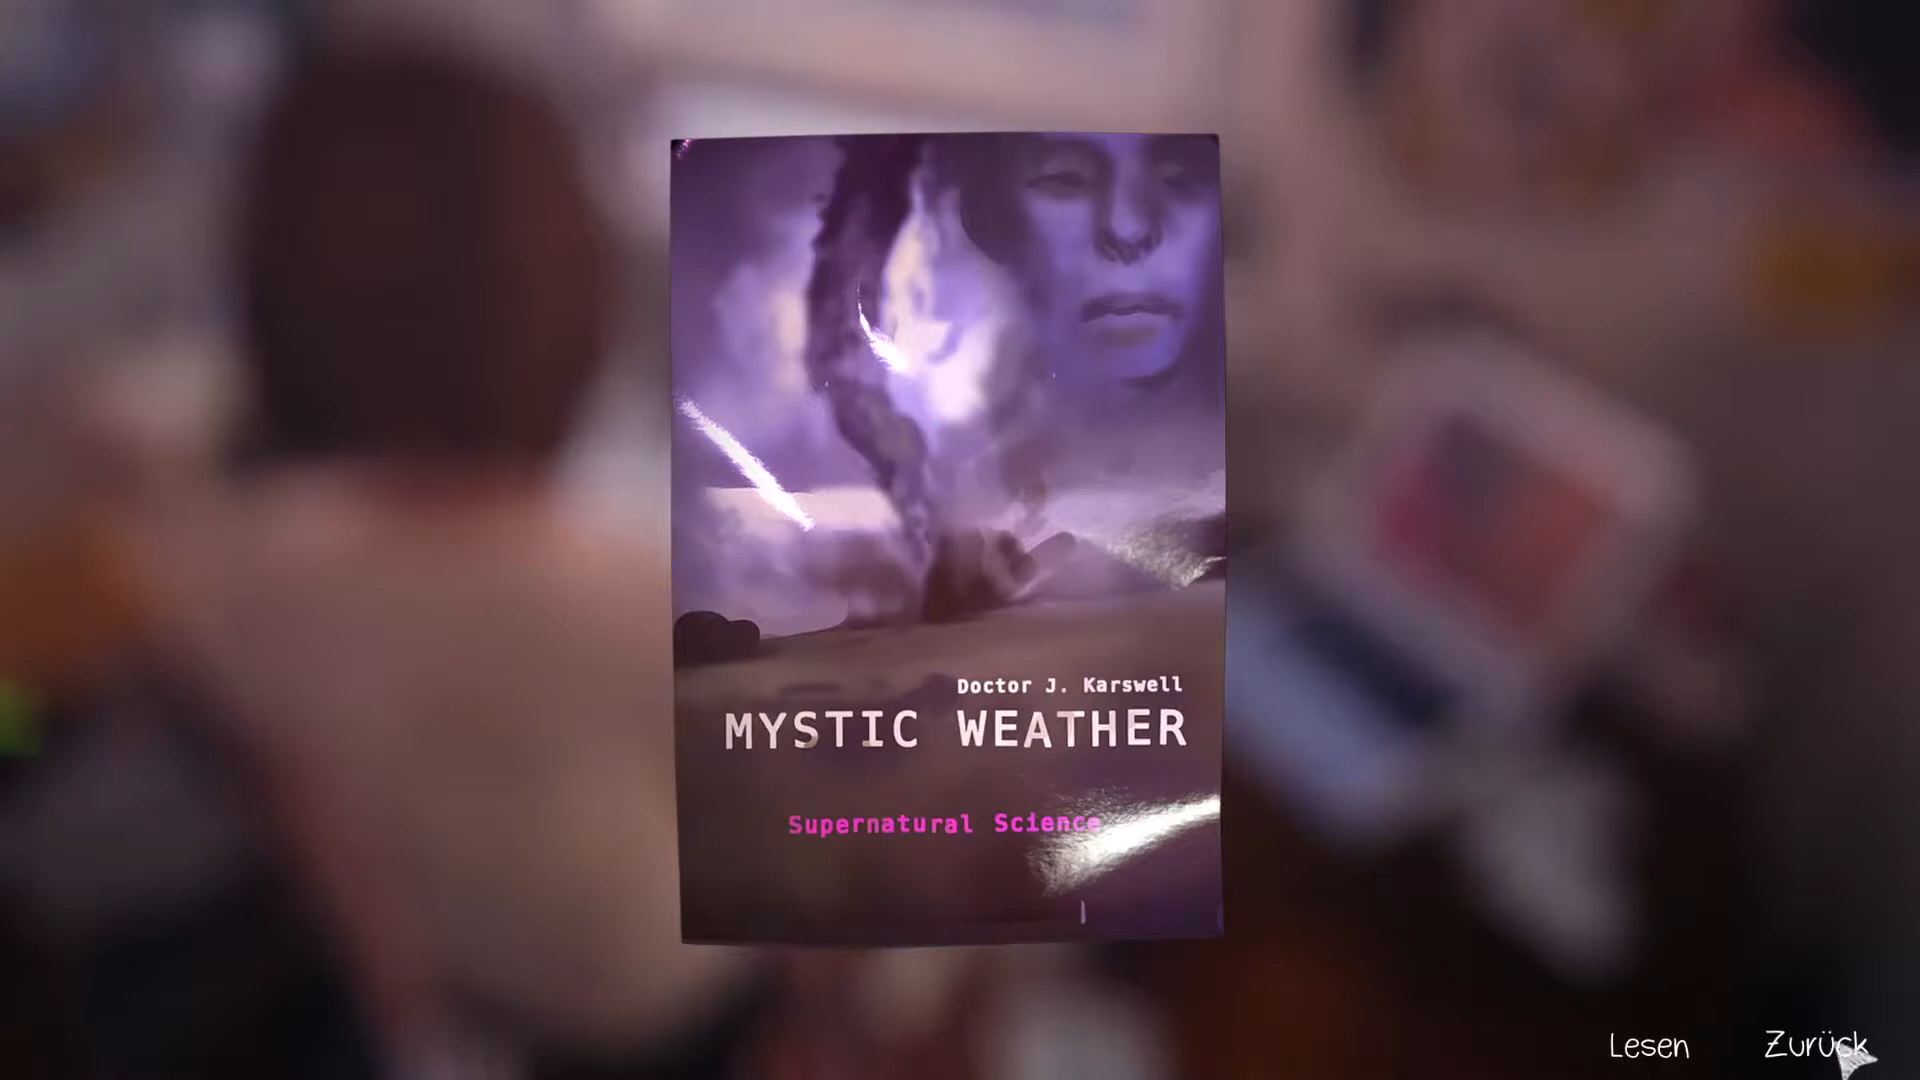 Doctor J. Karswell
MYSTIC WEATHER
Supernatural Science
Lesen Zurück